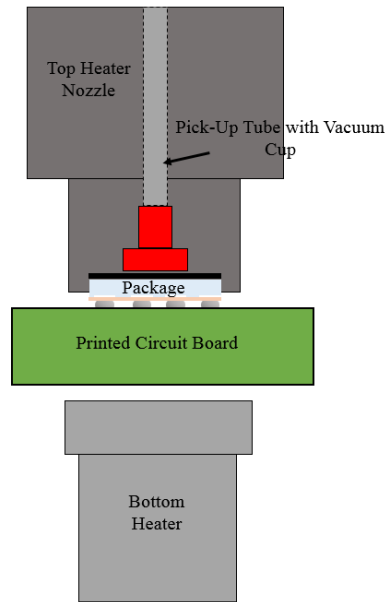 Top Heater
Nozzle
Pick-Up Tube with Vacuum
Cup
Package
Printed Circuit Board
Bottom
Heater